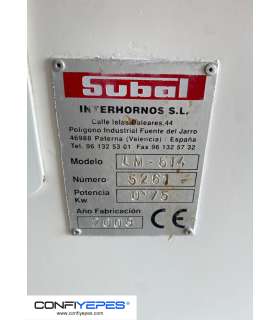 Subal
INTERHORNOS S.L.
Calle Islas Baleares, 44
Polígono Industrial Fuente del Jarro
46988 Paterna (Valencia) España
Tel. 96 132 53 01 Fax 96 132 57 32
Modelo LM-614
Número 5261
Potencia Kw 0'75
Año Fabricación 2005 CE
CONFIYEPES®
www.confiyepes.com